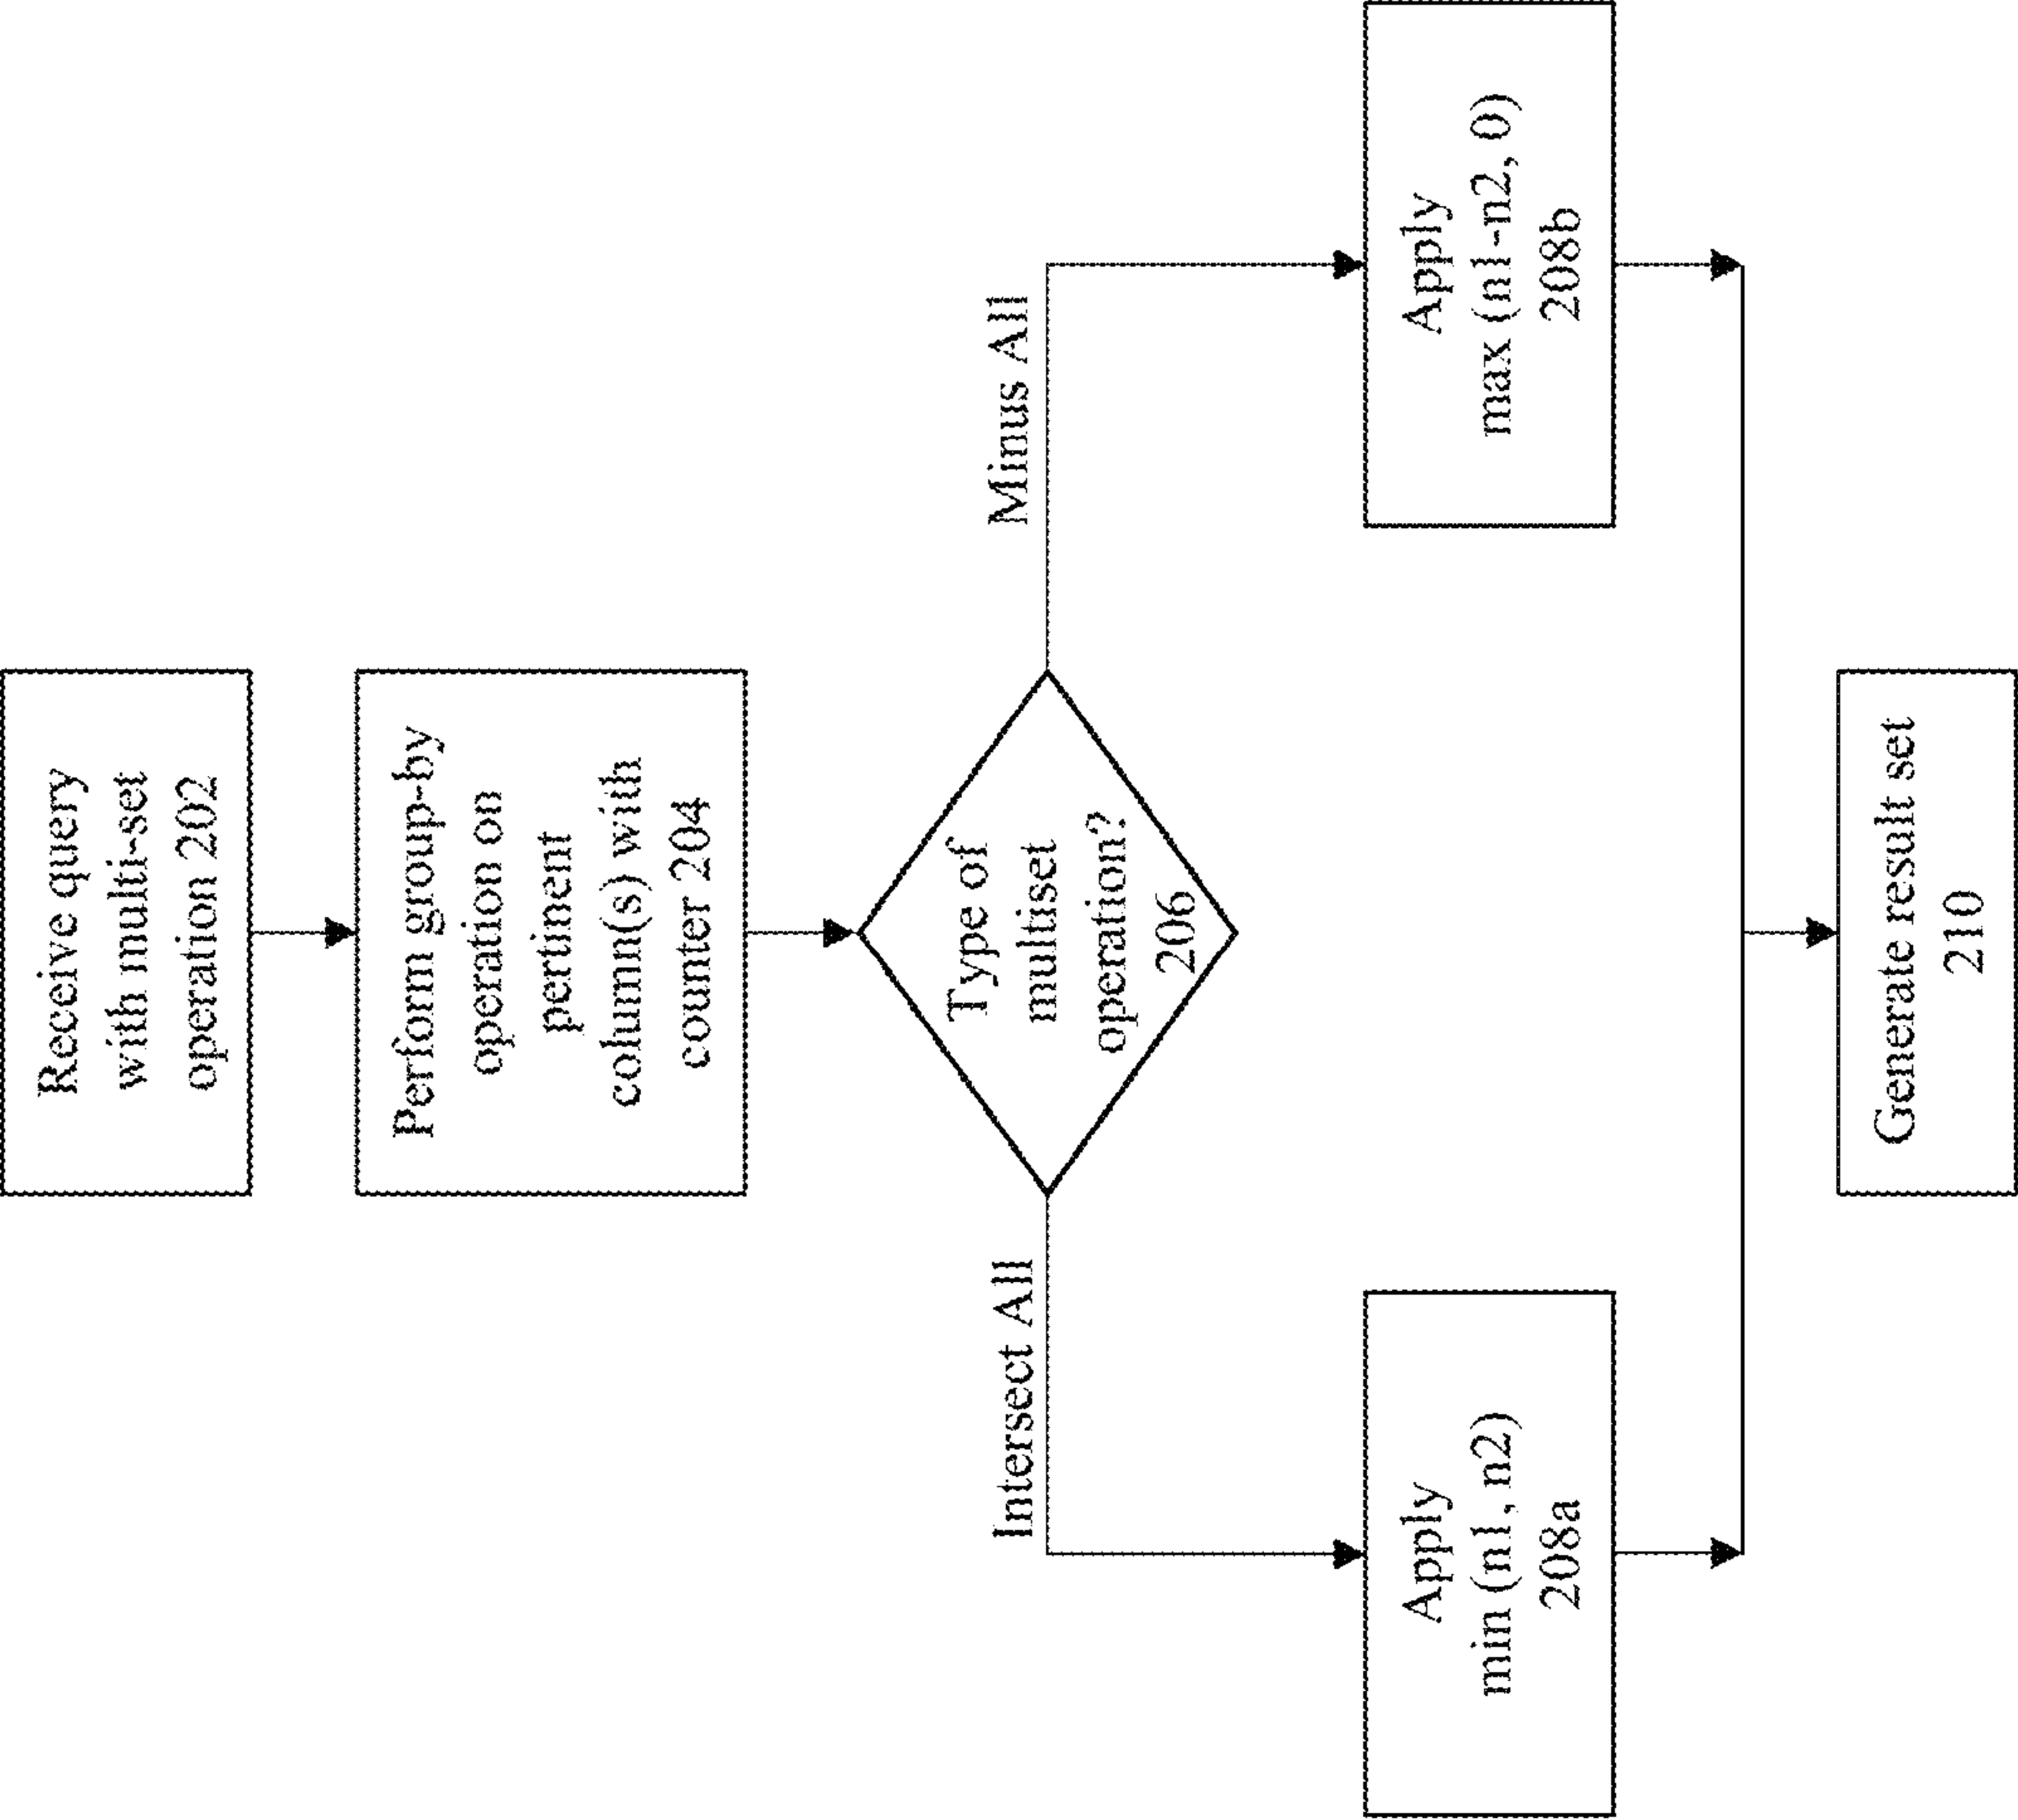 Receive query
with multi-set
operation 202
Perform group-by
operation on
pertinent
column(s) with
counter 204
Type of
multiset
operation?
206
Intersect All
Minus All
Apply
min (n1, n2)
208a
Apply
max (n1-n2, 0)
208b
Generate result set
210